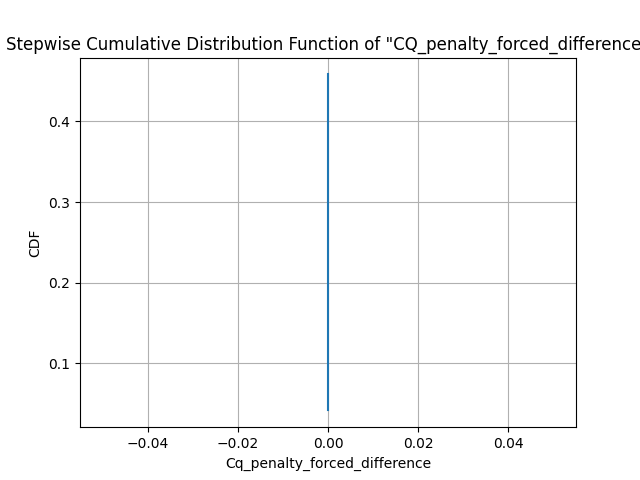 Stepwise Cumulative Distribution Function of "CQ_penalty_forced_difference
0.4
0.3
0.2
0.1
CDF
−0.04 −0.02 0.00 0.02 0.04
Cq_penalty_forced_difference